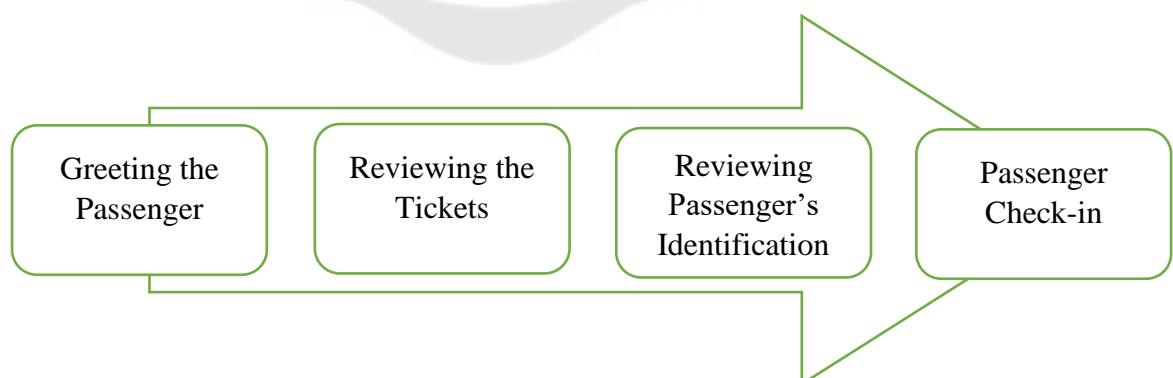 Greeting the
Passenger
Reviewing the
Tickets
Reviewing
Passenger’s
Identification
Passenger
Check-in